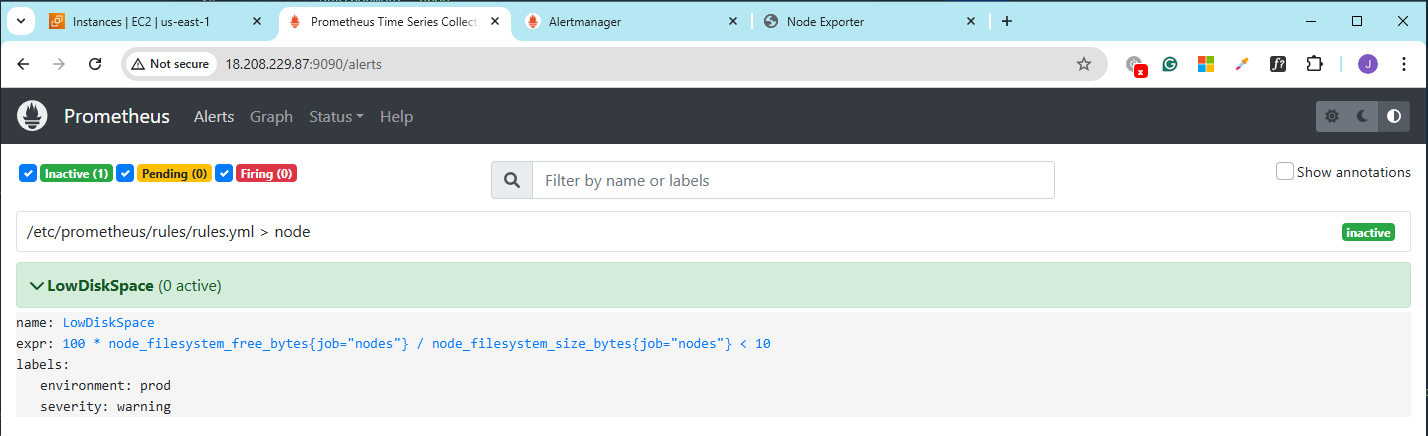 Instances | EC2 | us-east-1
Prometheus Time Series Collect
Alertmanager
Node Exporter
Not secure
18.208.229.87:9090/alerts
x
f?
J
Prometheus
Alerts
Graph
Status
Help
Inactive (1)
Pending (0)
Firing (0)
Filter by name or labels
Show annotations
/etc/prometheus/rules/rules.yml > node
inactive
LowDiskSpace (0 active)
name: LowDiskSpace
expr: 100 * node_filesystem_free_bytes{job="nodes"} / node_filesystem_size_bytes{job="nodes"} < 10
labels:
environment: prod
severity: warning